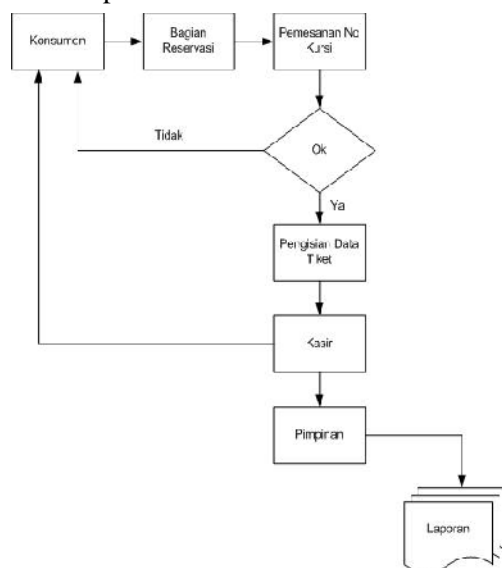 Konsumen
Bagian
Reservasi
Pemesanan No
Kursi
Tidak
Ok
Ya
Pengisian Data
Tiket
Kasir
Pimpinan
Laporan